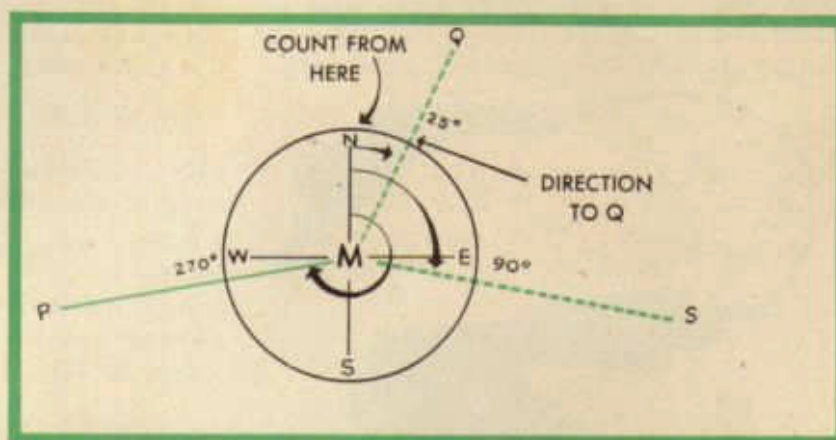 COUNT FROM
HERE
Q
25°
N
DIRECTION
TO Q
270°
W
M
E
90°
P
S
S